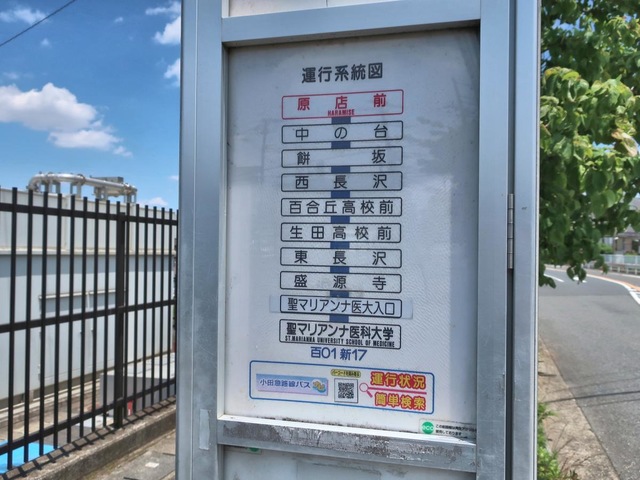 運行系統図
原店前
HARAMISE
中の台
餅坂
西長沢
百合丘高校前
生田高校前
東長沢
盛源寺
聖マリアンナ医大入口
聖マリアンナ医科大学
ST.MARIANNA UNIVERSITY SCHOOL OF MEDICINE
百01 新17
小田急路線バス
運行状況
簡単検索
eco